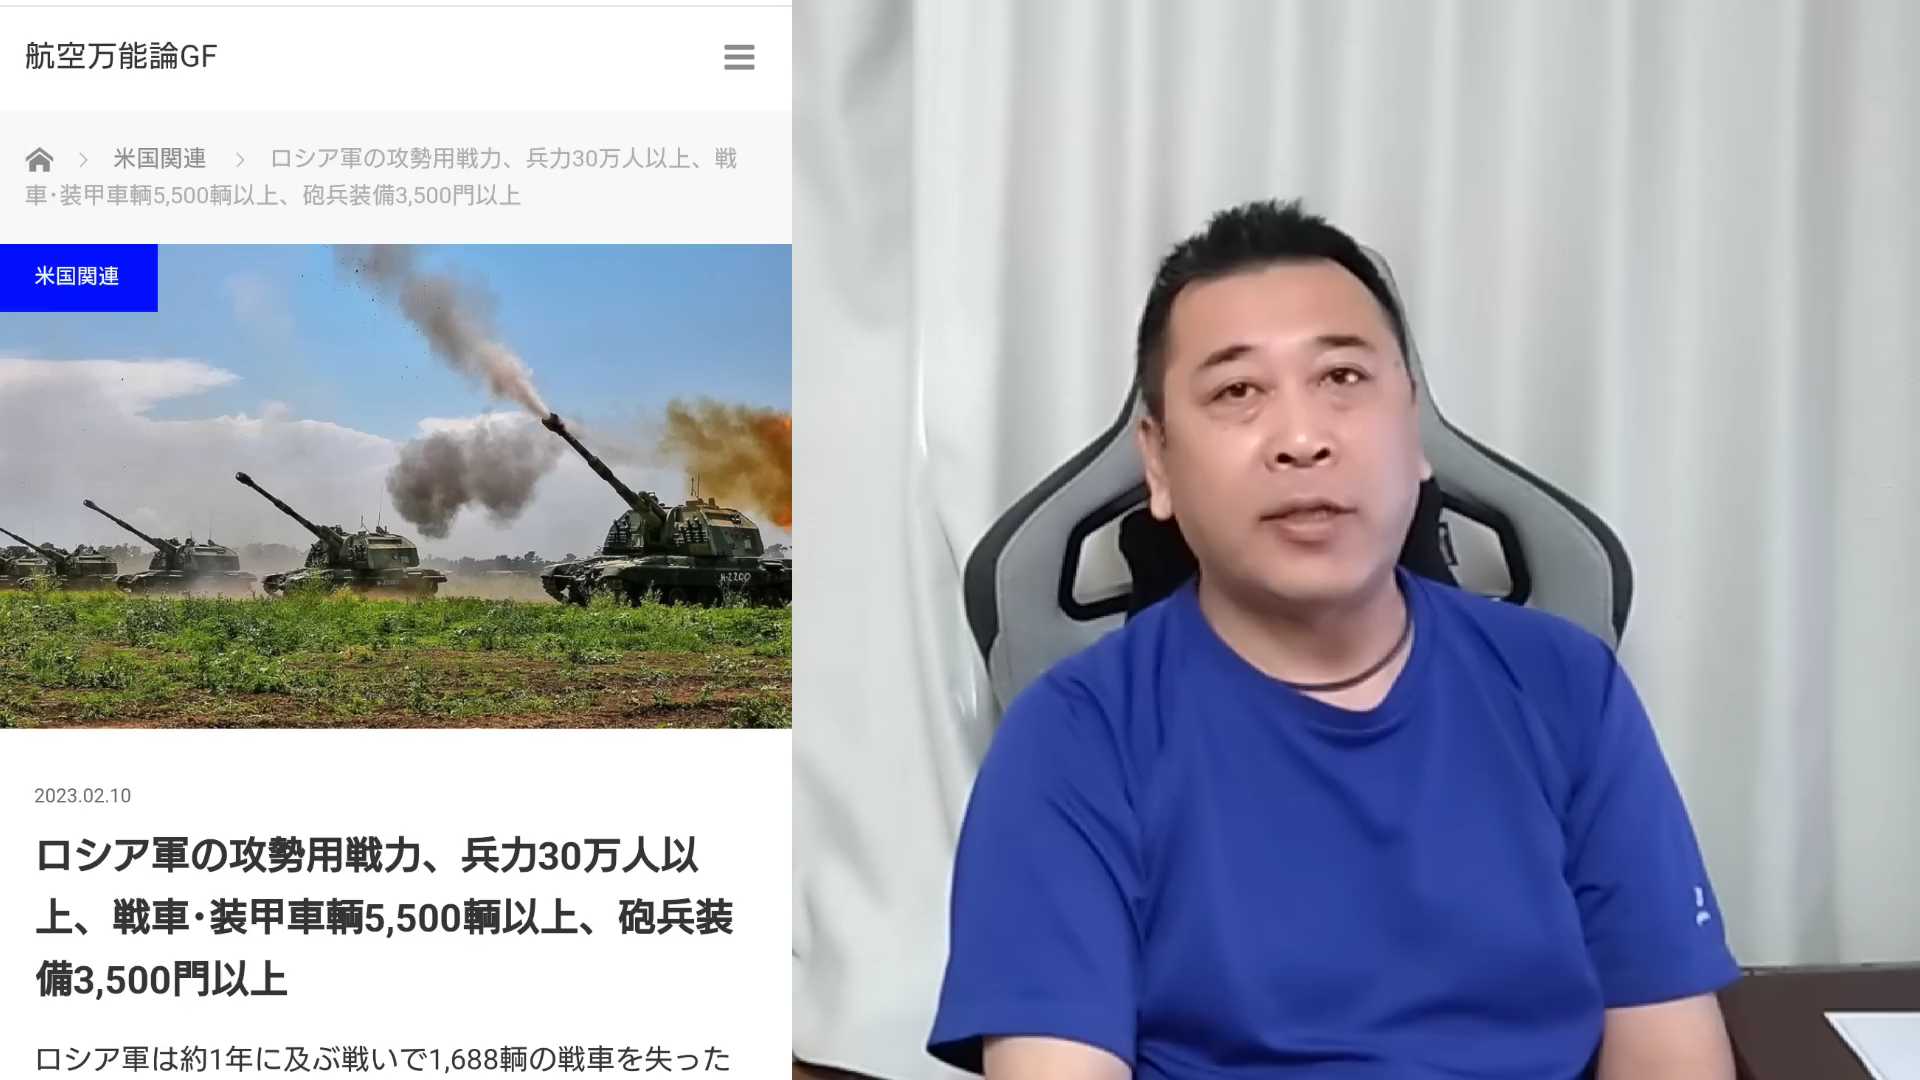 航空万能論GF
米国関連 ロシア軍の攻勢用戦力、兵力30万人以上、戦
車･装甲車輌5,500輌以上、砲兵装備3,500門以上
米国関連
2023.02.10
ロシア軍の攻勢用戦力、兵力30万人以
上、戦車･装甲車輌5,500輌以上、砲兵装
備3,500門以上
ロシア軍は約1年に及ぶ戦いで1,688輌の戦車を失った